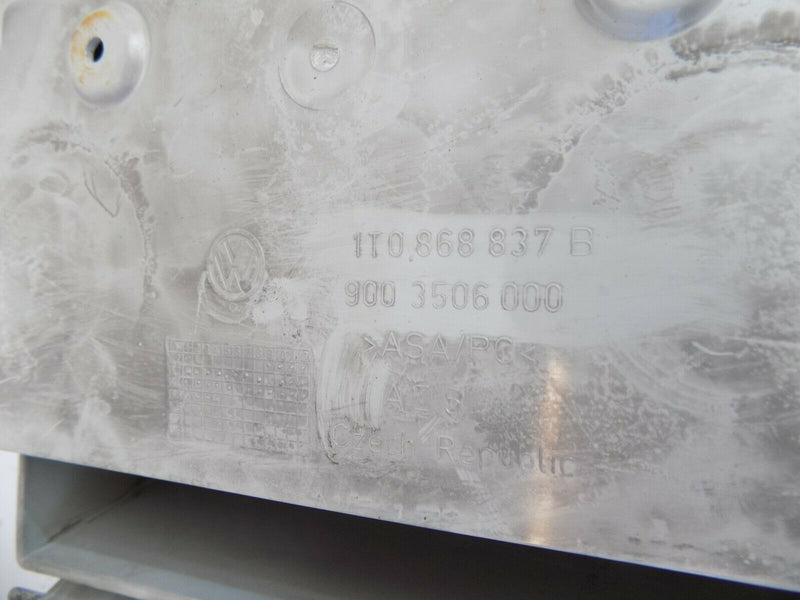 1T0.868 837 B
900 3506 000
>ASA/PC<
Czech Republic